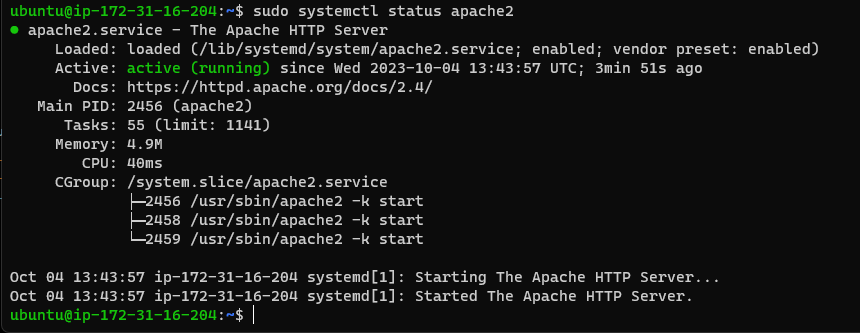 ubuntu@ip-172-31-16-204:~$ sudo systemctl status apache2
● apache2.service - The Apache HTTP Server
     Loaded: loaded (/lib/systemd/system/apache2.service; enabled; vendor preset: enabled)
     Active: active (running) since Wed 2023-10-04 13:43:57 UTC; 3min 51s ago
       Docs: https://httpd.apache.org/docs/2.4/
   Main PID: 2456 (apache2)
      Tasks: 55 (limit: 1141)
     Memory: 4.9M
        CPU: 40ms
     CGroup: /system.slice/apache2.service
             ├─2456 /usr/sbin/apache2 -k start
             ├─2458 /usr/sbin/apache2 -k start
             └─2459 /usr/sbin/apache2 -k start

Oct 04 13:43:57 ip-172-31-16-204 systemd[1]: Starting The Apache HTTP Server...
Oct 04 13:43:57 ip-172-31-16-204 systemd[1]: Started The Apache HTTP Server.
ubuntu@ip-172-31-16-204:~$